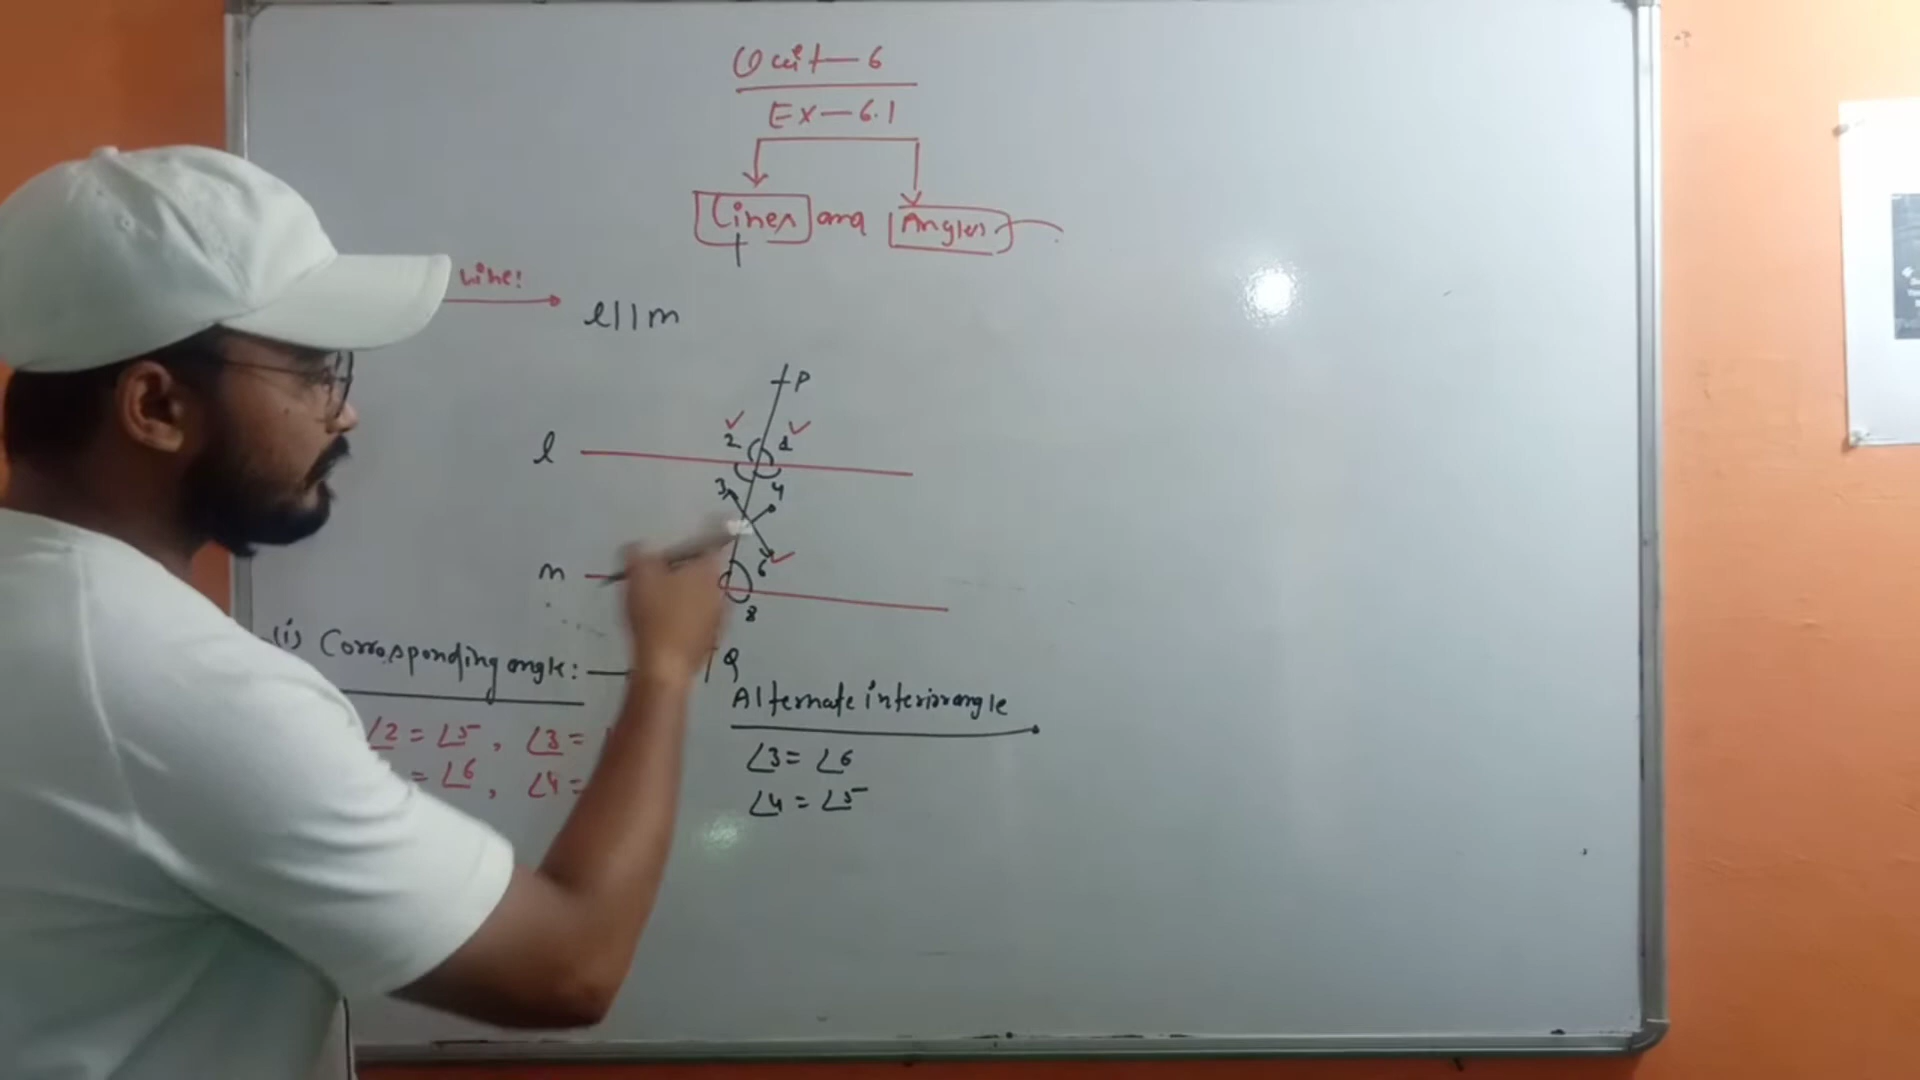 Unit-6
Ex-6.1
Lines and Angles
line:
l||m
P
l
2 1
3 4
m
6
8
Q
(i) Corresponding angle:
∠2 = ∠5, ∠3 =
= ∠6, ∠4 =
Alternate interior angle
∠3 = ∠6
∠4 = ∠5